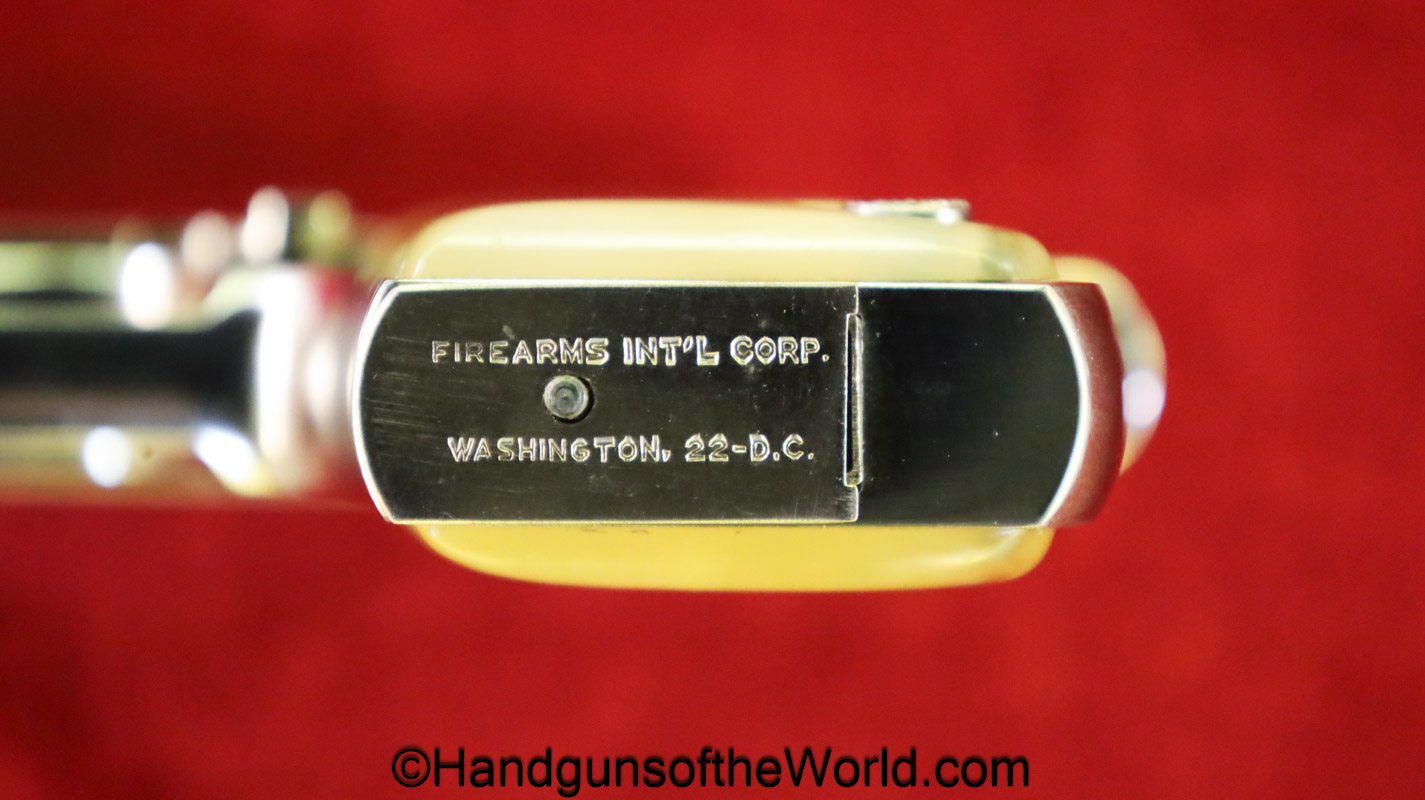 FIREARMS INT'L CORP.
WASHINGTON, 22-D.C.
©HandgunsoftheWorld.com